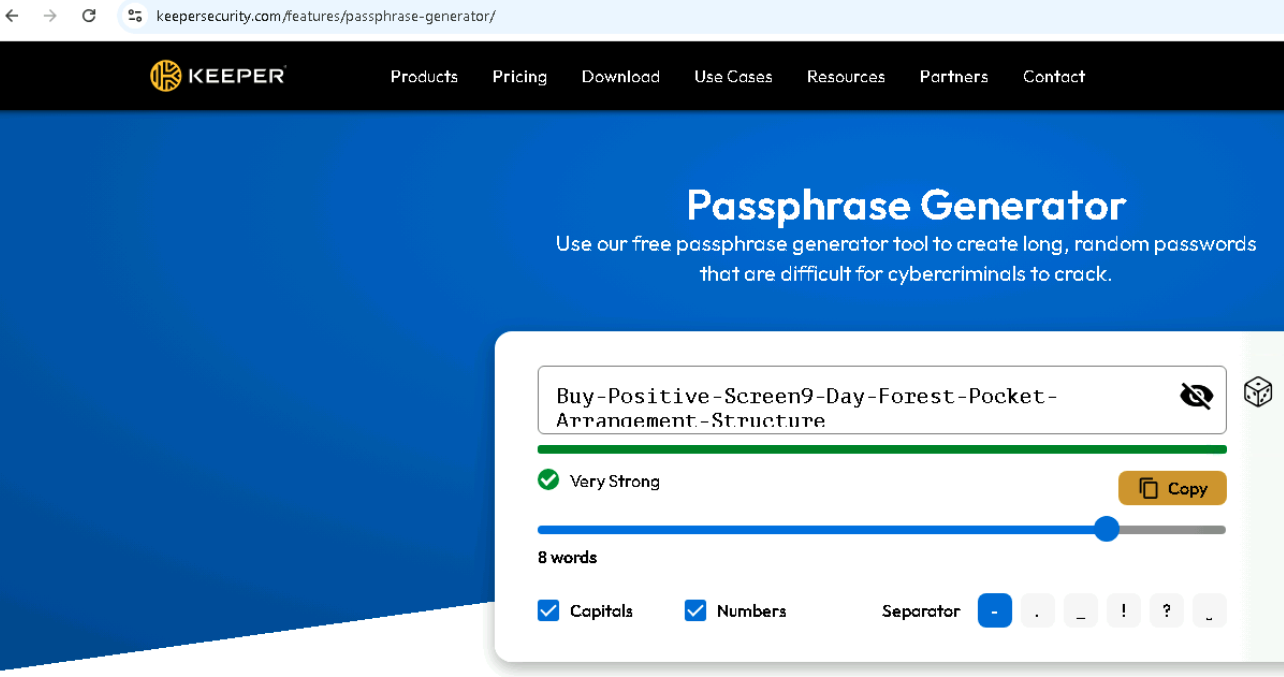 keepersecurity.com/features/passphrase-generator/
KEEPER
Products Pricing Download Use Cases Resources Partners Contact
Passphrase Generator
Use our free passphrase generator tool to create long, random passwords
that are difficult for cybercriminals to crack.
Buy-Positive-Screen9-Day-Forest-Pocket-
Arrangement-Structure
Very Strong
Copy
8 words
Capitals Numbers Separator - . _ ! ? ⎵